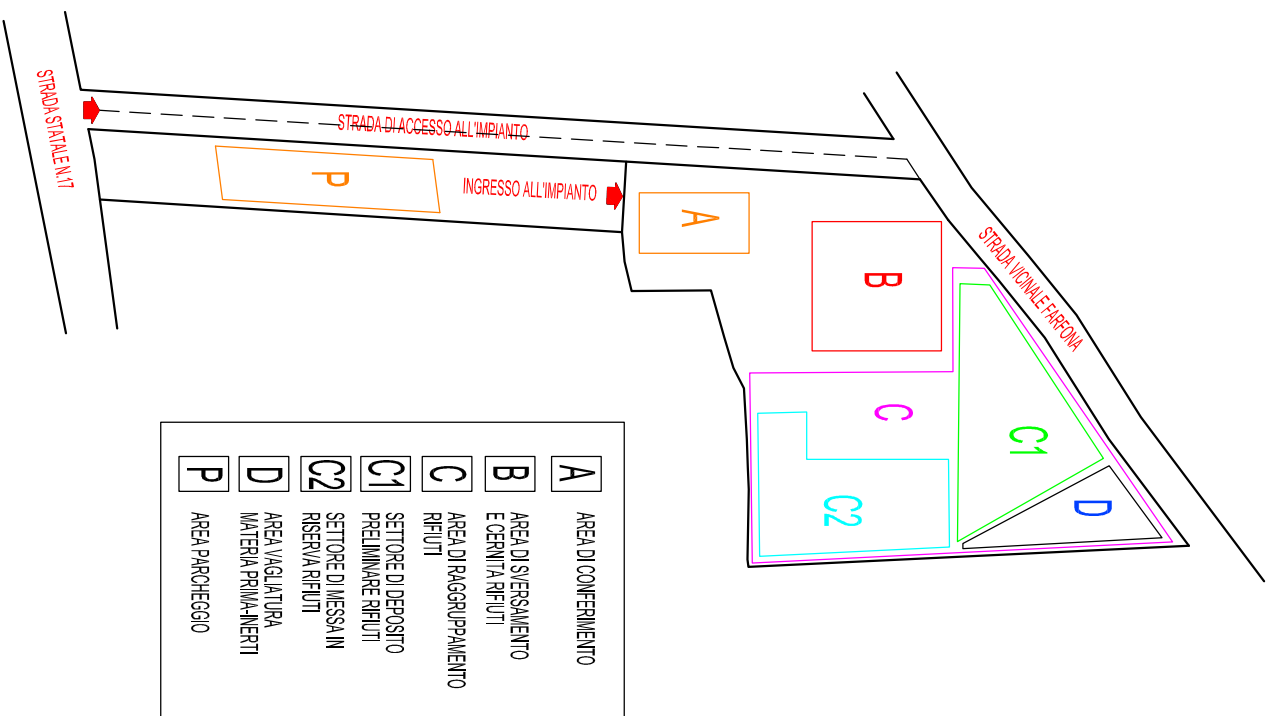 STRADA STATALE N.17
STRADA DI ACCESSO ALL'IMPIANTO
INGRESSO ALL'IMPIANTO
STRADA VICINALE FARFONA
P
A
B
C
C1
C2
D
A AREA DI CONFERIMENTO
B AREA DI SVERSAMENTO
E CERNITA RIFIUTI
C AREA DI RAGGRUPPAMENTO
RIFIUTI
C1 SETTORE DI DEPOSITO
PRELIMINARE RIFIUTI
C2 SETTORE DI MESSA IN
RISERVA RIFIUTI
D AREA VAGLIATURA
MATERIA PRIMA-INERTI
P AREA PARCHEGGIO